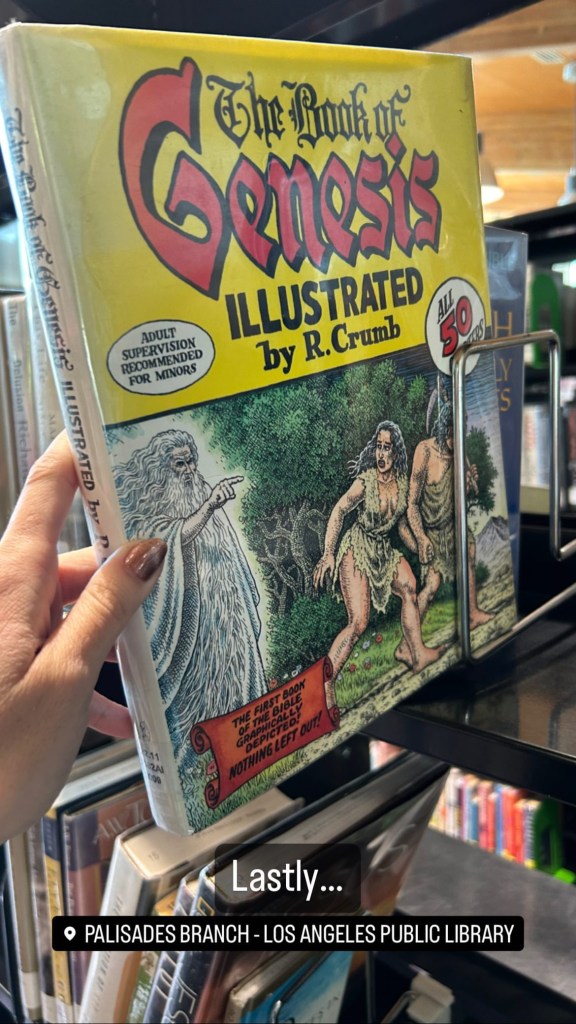 The Book of
Genesis
ILLUSTRATED
by R. Crumb
ADULT
SUPERVISION
RECOMMENDED
FOR MINORS
ALL
50
THE FIRST BOOK
OF THE BIBLE
GRAPHICALLY
DEPICTED!
NOTHING LEFT OUT!
The Book of Genesis ILLUSTRATED by R.
Lastly...
PALISADES BRANCH - LOS ANGELES PUBLIC LIBRARY